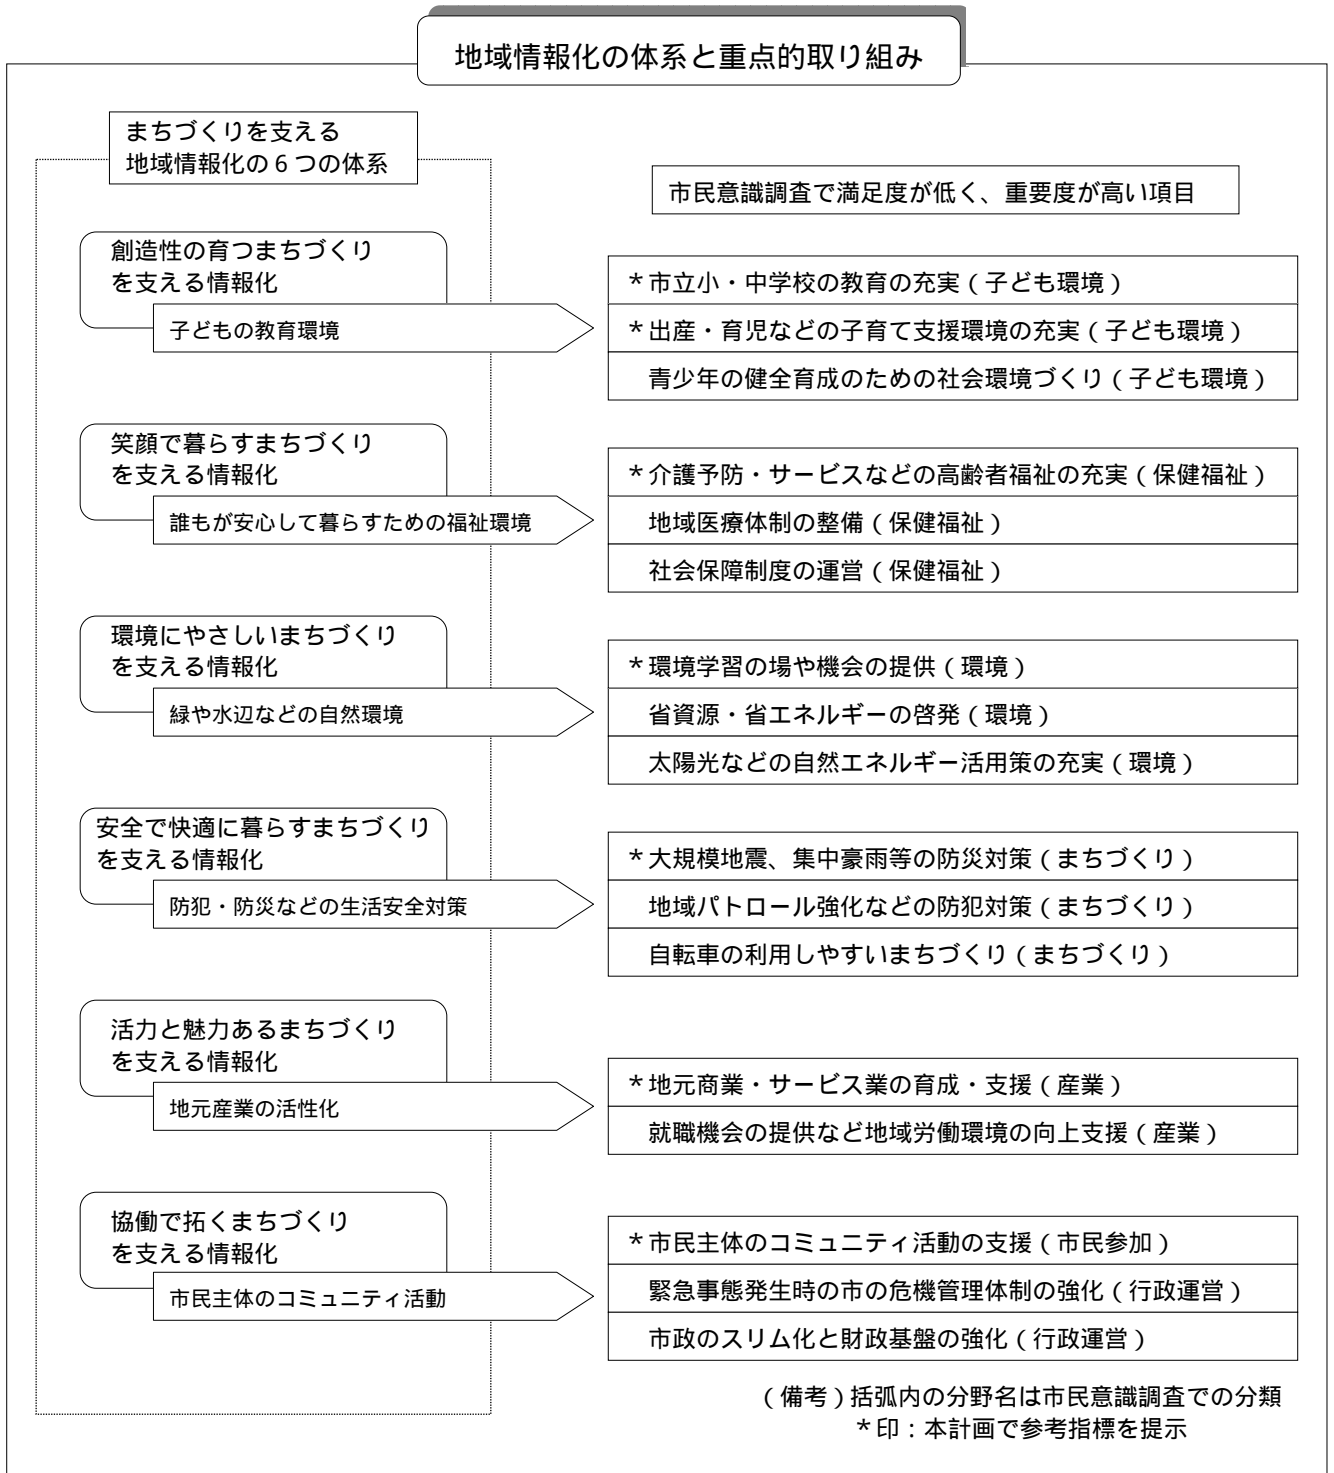 地域情報化の体系と重点的取り組み
まちづくりを支える
地域情報化の6つの体系
市民意識調査で満足度が低く、重要度が高い項目
創造性の育つまちづくり
を支える情報化
子どもの教育環境
*市立小・中学校の教育の充実(子ども環境)
*出産・育児などの子育て支援環境の充実(子ども環境)
青少年の健全育成のための社会環境づくり(子ども環境)
笑顔で暮らすまちづくり
を支える情報化
誰もが安心して暮らすための福祉環境
*介護予防・サービスなどの高齢者福祉の充実(保健福祉)
地域医療体制の整備(保健福祉)
社会保障制度の運営(保健福祉)
環境にやさしいまちづくり
を支える情報化
緑や水辺などの自然環境
*環境学習の場や機会の提供(環境)
省資源・省エネルギーの啓発(環境)
太陽光などの自然エネルギー活用策の充実(環境)
安全で快適に暮らすまちづくり
を支える情報化
防犯・防災などの生活安全対策
*大規模地震、集中豪雨等の防災対策(まちづくり)
地域パトロール強化などの防犯対策(まちづくり)
自転車の利用しやすいまちづくり(まちづくり)
活力と魅力あるまちづくり
を支える情報化
地元産業の活性化
*地元商業・サービス業の育成・支援(産業)
就職機会の提供など地域労働環境の向上支援(産業)
協働で拓くまちづくり
を支える情報化
市民主体のコミュニティ活動
*市民主体のコミュニティ活動の支援(市民参加)
緊急事態発生時の市の危機管理体制の強化(行政運営)
市政のスリム化と財政基盤の強化(行政運営)
(備考)括弧内の分野名は市民意識調査での分類
*印:本計画で参考指標を提示